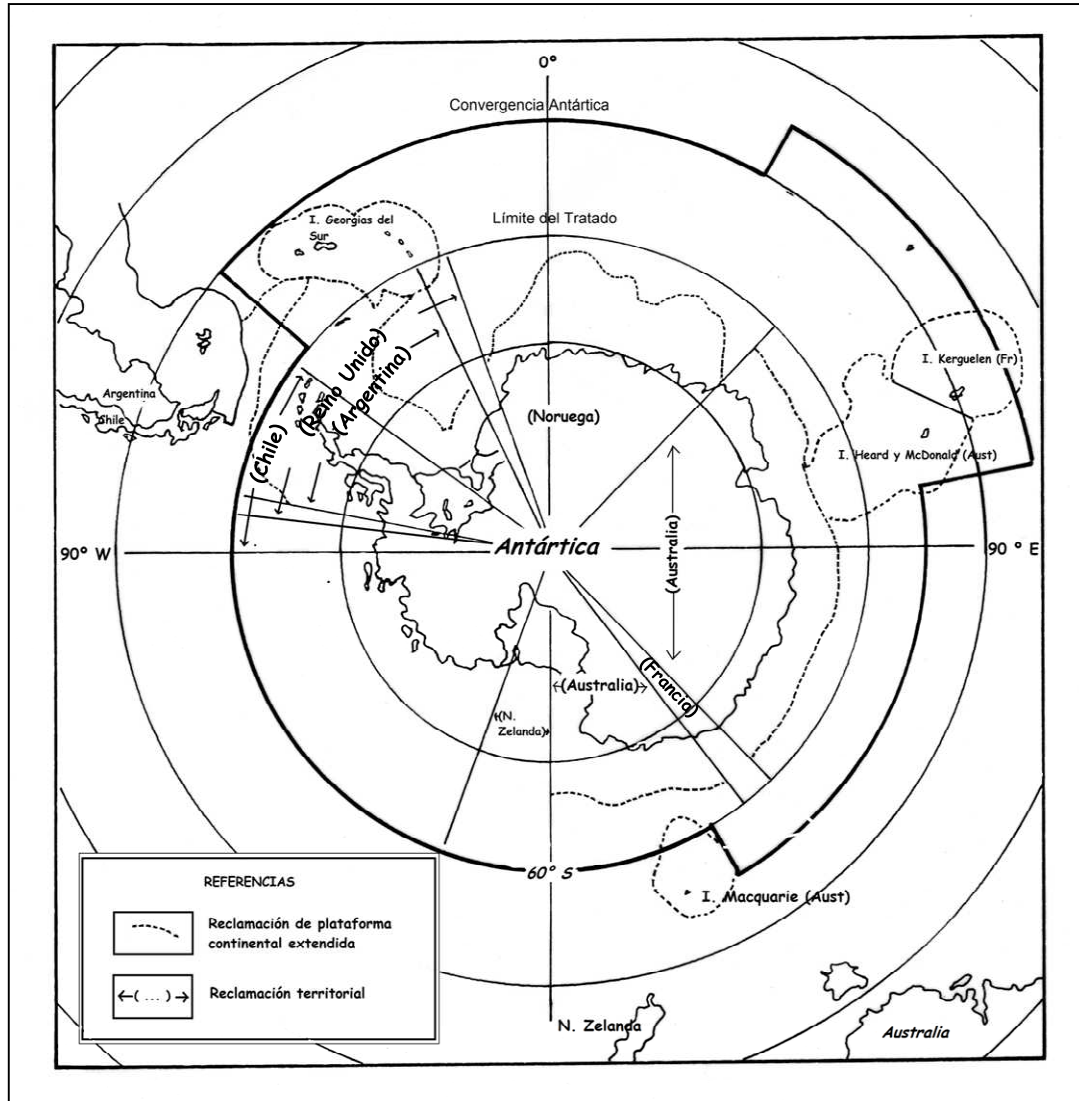 0°
Convergencia Antártica
I. Georgias del
Sur
Límite del Tratado
I. Kerguelen (Fr)
Argentina
Chile
(Chile)
(Reino Unido)
(Argentina)
(Noruega)
I. Heard y McDonald (Aust)
90° W
Antártica
(Australia)
90 ° E
(Australia)
(Francia)
(N.
Zelanda)
60° S
I. Macquarie (Aust)
REFERENCIAS
Reclamación de plataforma
continental extendida
(...)
Reclamación territorial
N. Zelanda
Australia